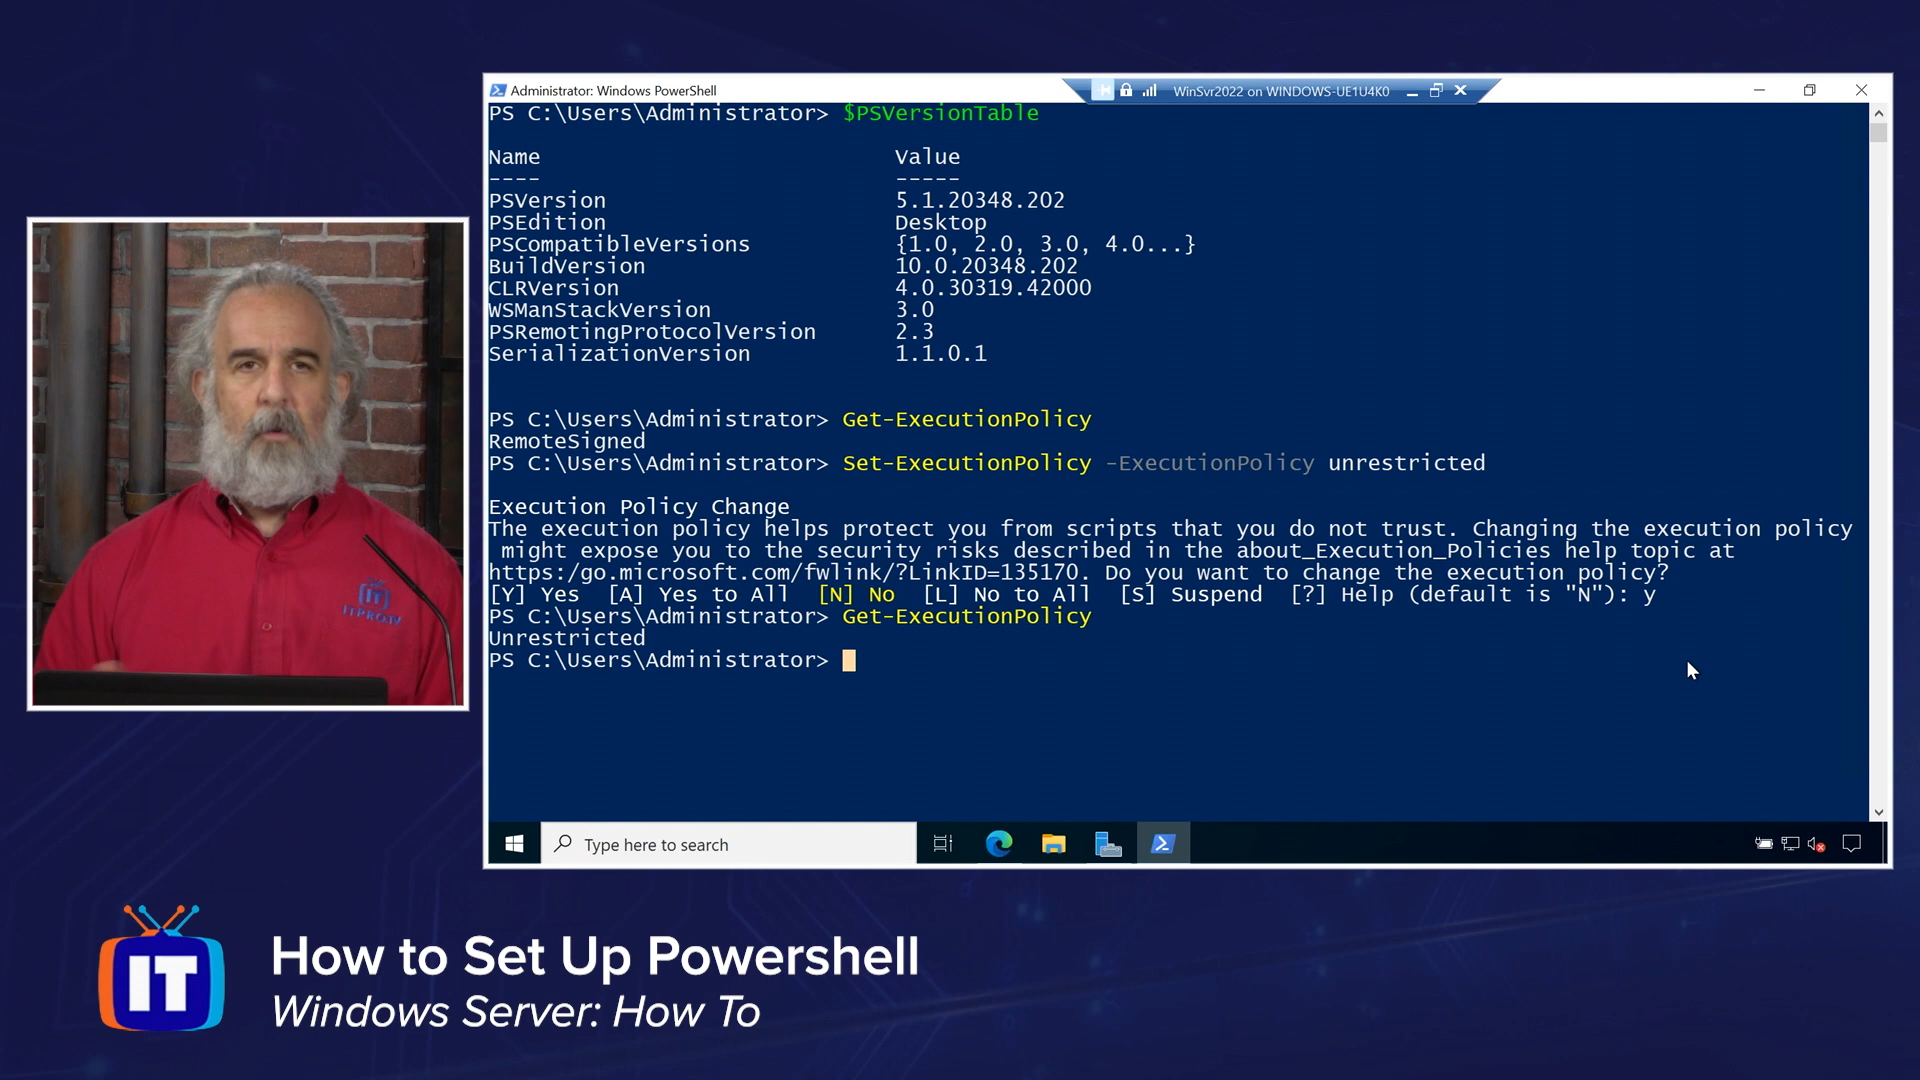 Administrator: Windows PowerShell
WinSvr2022 on WINDOWS-UE1U4K0
PS C:\Users\Administrator> $PSVersionTable
Name Value
---- -----
PSVersion 5.1.20348.202
PSEdition Desktop
PSCompatibleVersions {1.0, 2.0, 3.0, 4.0...}
BuildVersion 10.0.20348.202
CLRVersion 4.0.30319.42000
WSManStackVersion 3.0
PSRemotingProtocolVersion 2.3
SerializationVersion 1.1.0.1
PS C:\Users\Administrator> Get-ExecutionPolicy
RemoteSigned
PS C:\Users\Administrator> Set-ExecutionPolicy -ExecutionPolicy unrestricted
Execution Policy Change
The execution policy helps protect you from scripts that you do not trust. Changing the execution policy
might expose you to the security risks described in the about_Execution_Policies help topic at
https:/go.microsoft.com/fwlink/?LinkID=135170. Do you want to change the execution policy?
[Y] Yes [A] Yes to All [N] No [L] No to All [S] Suspend [?] Help (default is "N"): y
PS C:\Users\Administrator> Get-ExecutionPolicy
Unrestricted
PS C:\Users\Administrator>
IT
ITPRO.TV
Type here to search
IT
How to Set Up Powershell
Windows Server: How To